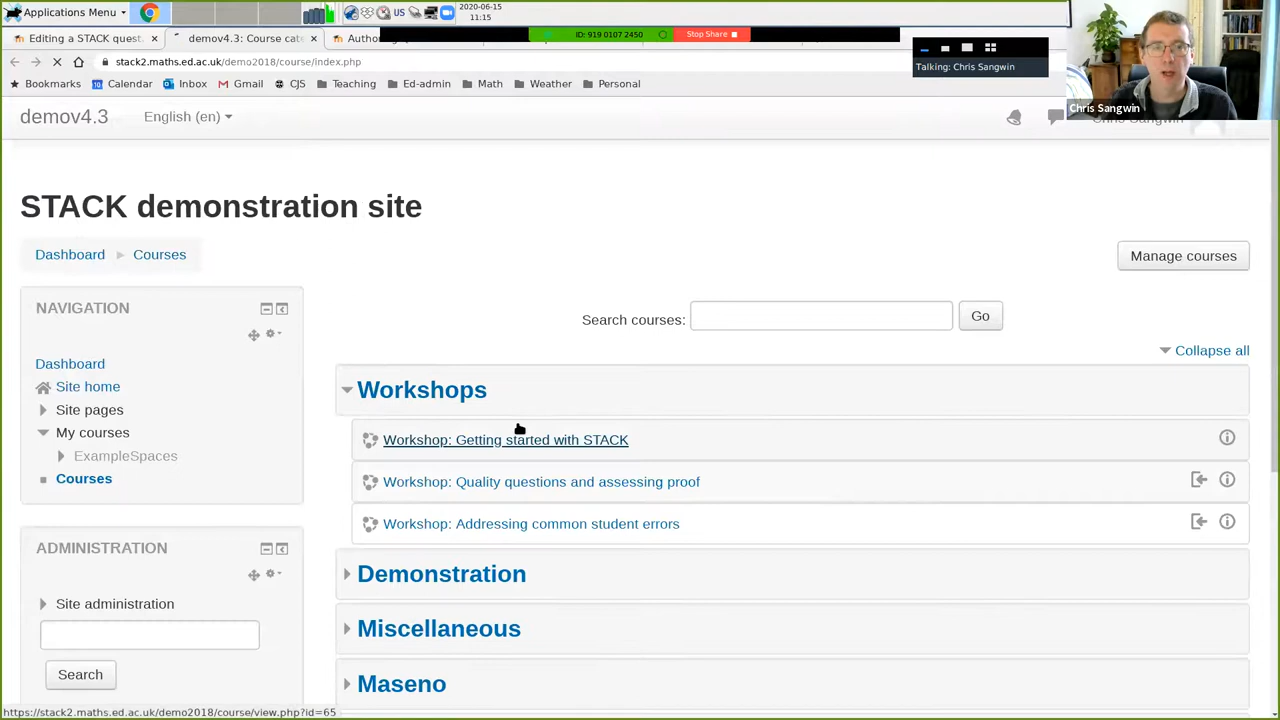 Applications Menu
US
2020-06-15
11:15
Editing a STACK quest
demov4.3: Course cate
ID: 919 0107 2450
Stop Share
Talking: Chris Sangwin
stack2.maths.ed.ac.uk/demo2018/course/index.php
Bookmarks
Calendar
Inbox
Gmail
CJS
Teaching
Ed-admin
Math
Weather
Personal
Chris Sangwin
demov4.3
English (en)
Chris Sangwin
STACK demonstration site
Dashboard
Courses
Manage courses
NAVIGATION
Search courses:
Go
Collapse all
Dashboard
Site home
Site pages
My courses
ExampleSpaces
Courses
Workshops
Workshop: Getting started with STACK
Workshop: Quality questions and assessing proof
Workshop: Addressing common student errors
ADMINISTRATION
Site administration
Search
Demonstration
Miscellaneous
Maseno
https://stack2.maths.ed.ac.uk/demo2018/course/view.php?id=65